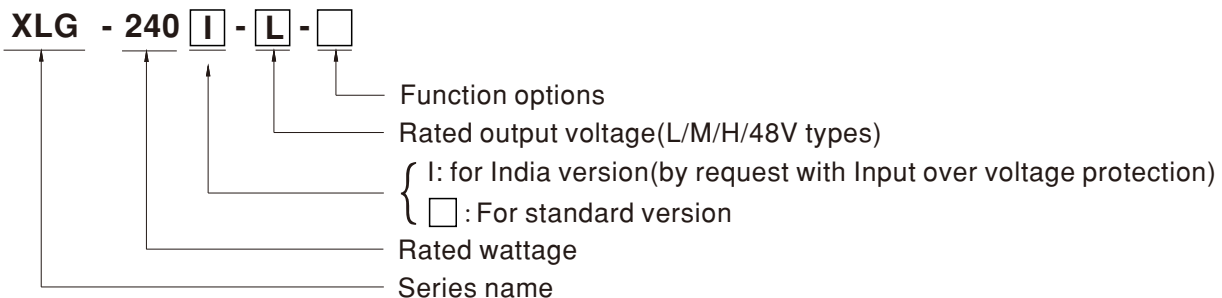 XLG - 240 I - L - □
Function options
Rated output voltage(L/M/H/48V types)
I: for India version(by request with Input over voltage protection)
□ : For standard version
Rated wattage
Series name